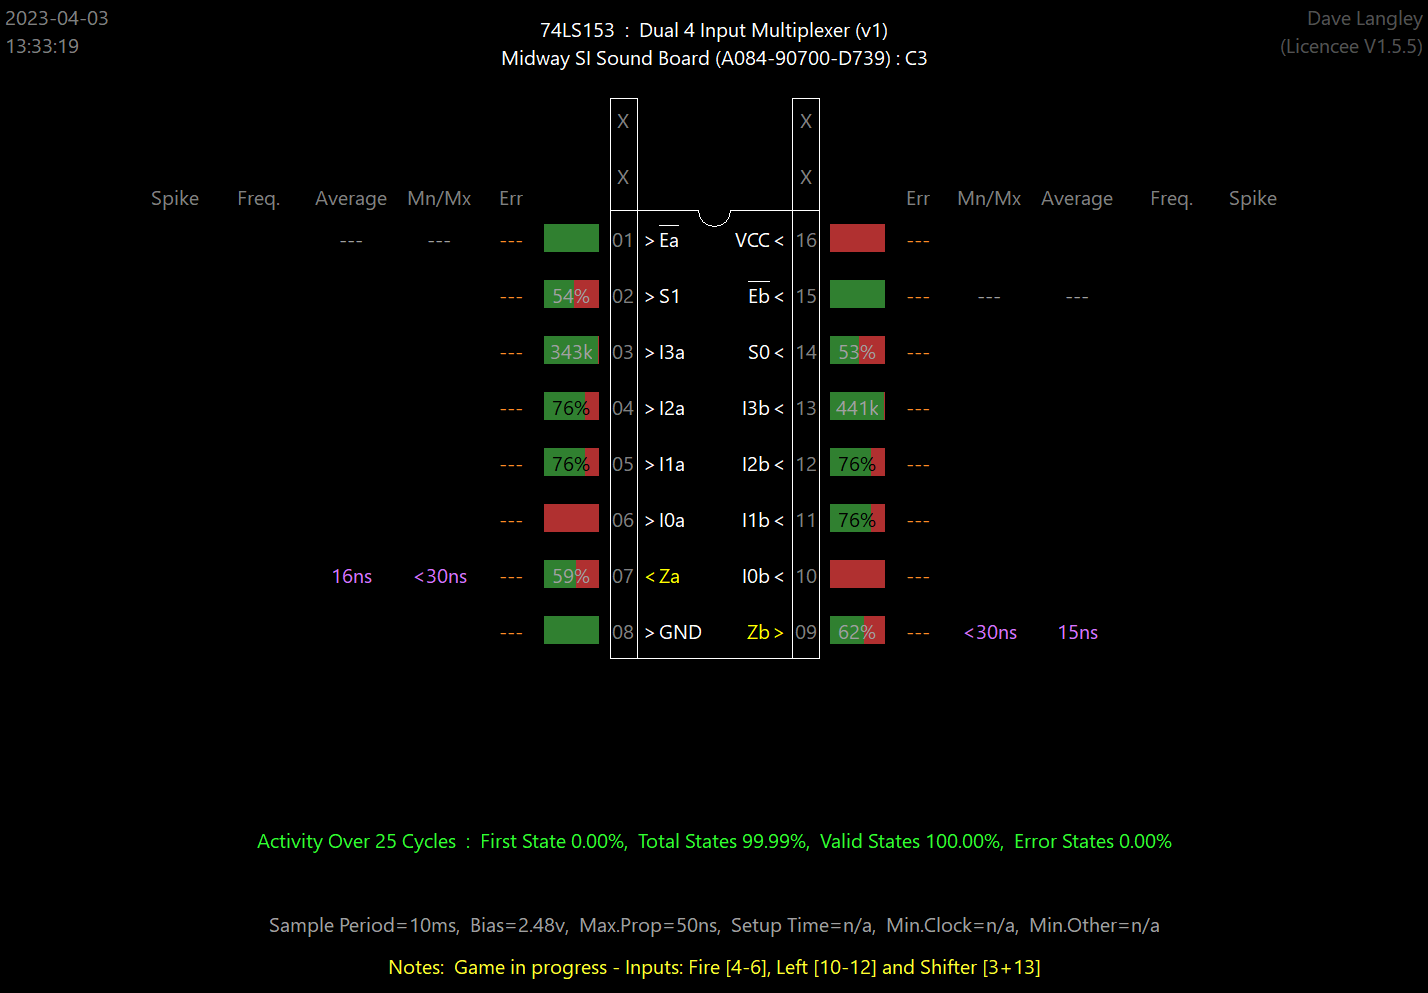 2023-04-03
13:33:19
74LS153 : Dual 4 Input Multiplexer (v1)
Midway SI Sound Board (A084-90700-D739) : C3
Dave Langley
(Licencee V1.5.5)
X X
X X
Spike Freq. Average Mn/Mx Err Err Mn/Mx Average Freq. Spike
--- --- --- 01 > Ea VCC < 16 ---
--- 54% 02 > S1 Eb < 15 --- --- ---
--- 343k 03 > I3a S0 < 14 53% ---
--- 76% 04 > I2a I3b < 13 441k ---
--- 76% 05 > I1a I2b < 12 76% ---
--- 06 > I0a I1b < 11 76% ---
16ns <30ns --- 59% 07 < Za I0b < 10 ---
--- 08 > GND Zb > 09 62% --- <30ns 15ns
Activity Over 25 Cycles : First State 0.00%, Total States 99.99%, Valid States 100.00%, Error States 0.00%
Sample Period=10ms, Bias=2.48v, Max.Prop=50ns, Setup Time=n/a, Min.Clock=n/a, Min.Other=n/a
Notes: Game in progress - Inputs: Fire [4-6], Left [10-12] and Shifter [3+13]